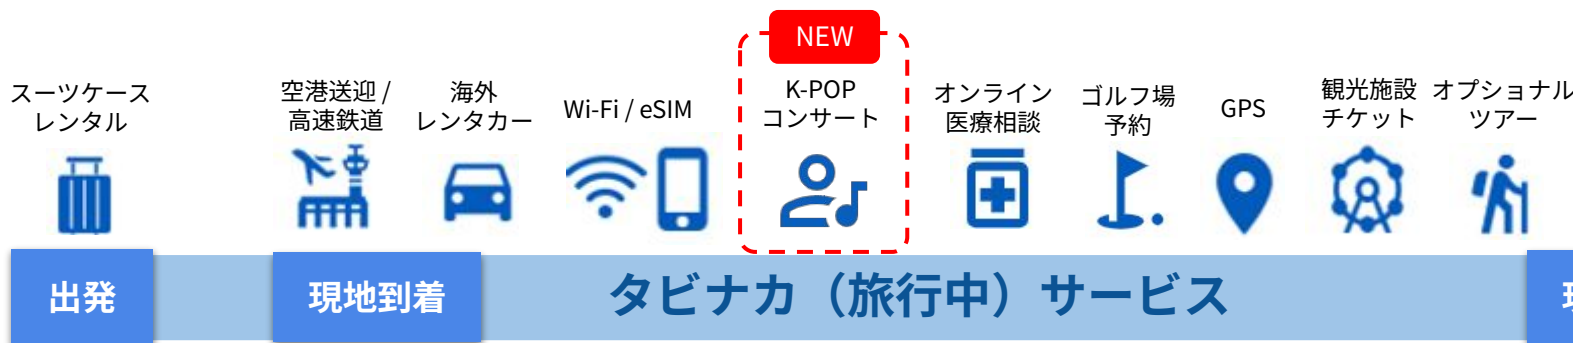 NEW
スーツケース
レンタル
空港送迎 /
高速鉄道
海外
レンタカー
Wi-Fi / eSIM
K-POP
コンサート
オンライン
医療相談
ゴルフ場
予約
GPS
観光施設
チケット
オプショナル
ツアー
出発
現地到着
タビナカ（旅行中）サービス